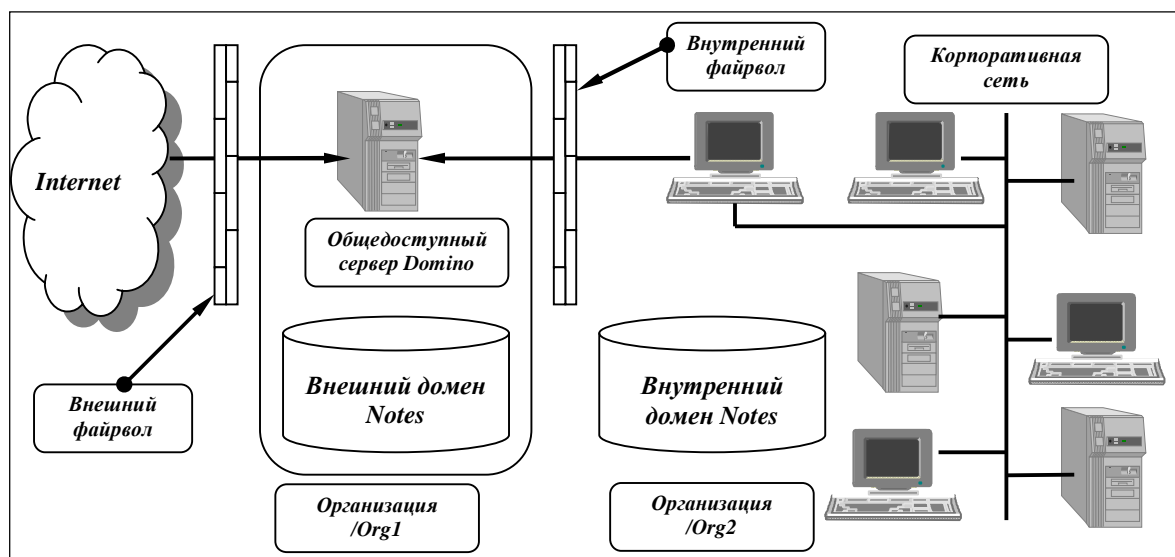 Internet
Внешний
файрвол
Общедоступный
сервер Domino
Внешний домен
Notes
Организация
/Org1
Внутренний
файрвол
Корпоративная
сеть
Внутренний
домен Notes
Организация
/Org2